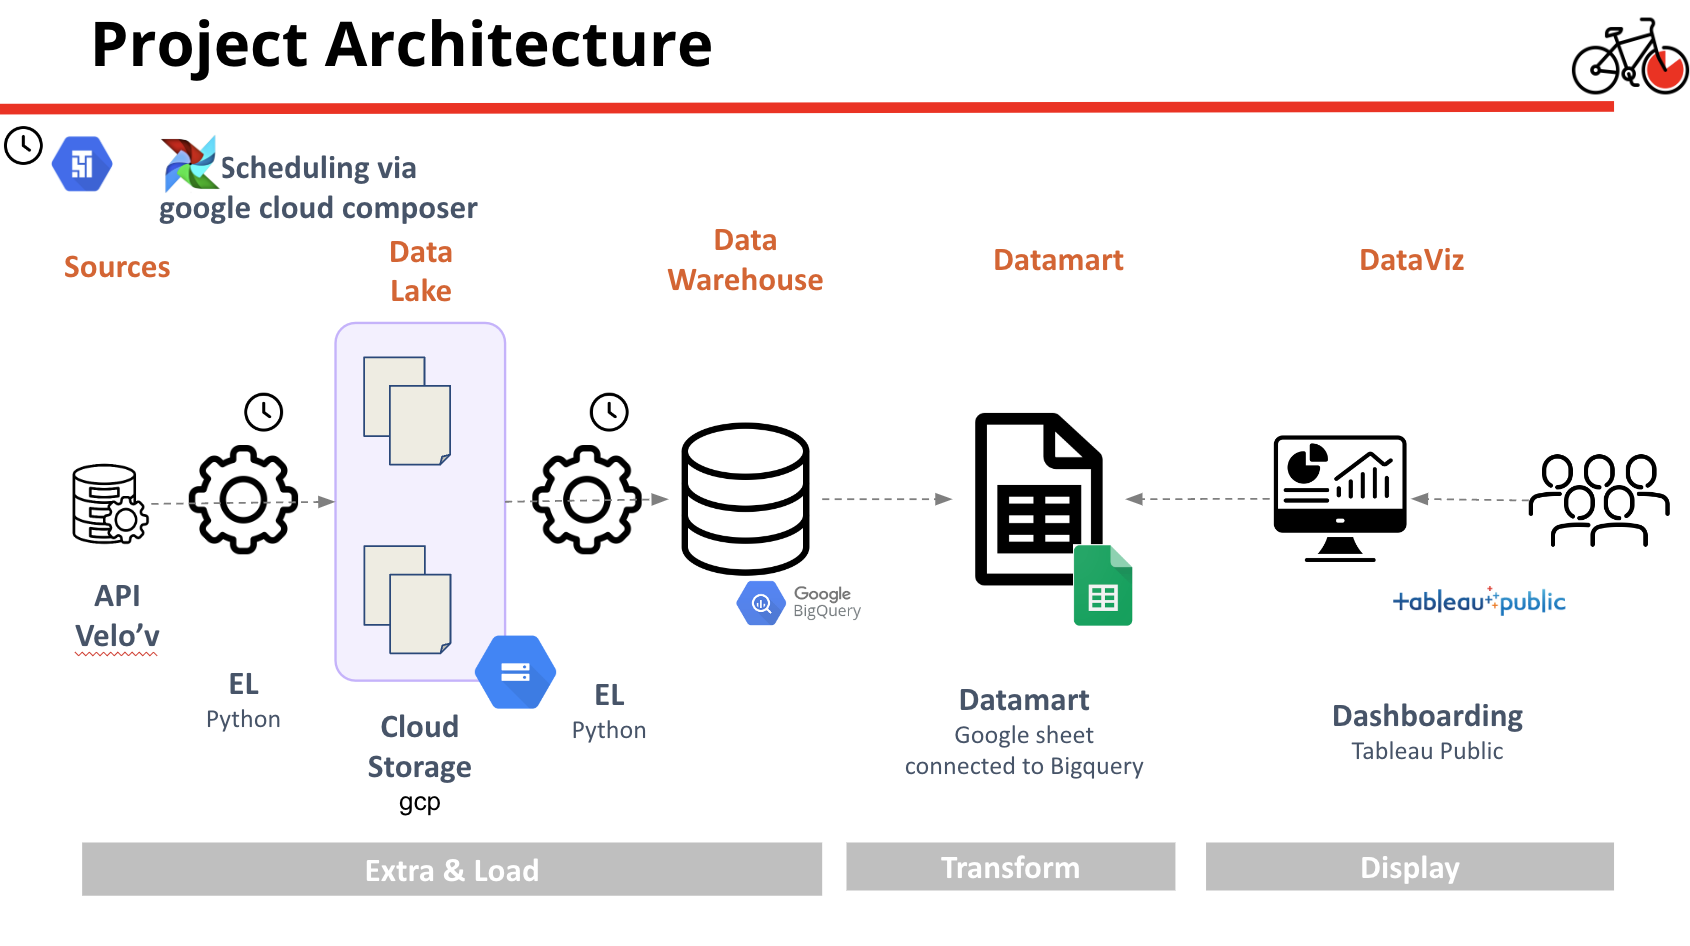 Project Architecture
Scheduling via
google cloud composer
Sources
Data
Lake
Data
Warehouse
Datamart
DataViz
API
Velo’v
EL
Python
Cloud
Storage
gcp
EL
Python
Google
BigQuery
Datamart
Google sheet
connected to Bigquery
+ableau public
Dashboarding
Tableau Public
Extra & Load
Transform
Display